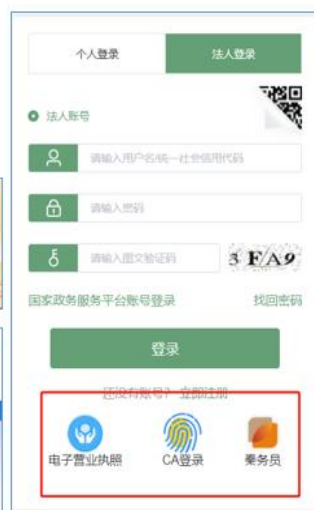 个人登录 法人登录
法人账号
请输入用户名/统一社会信用代码
请输入密码
请输入图文验证码 3 F/A9
国家政务服务平台账号登录 找回密码
登录
还没有账号? 立即注册
电子营业执照 CA登录 秦务员